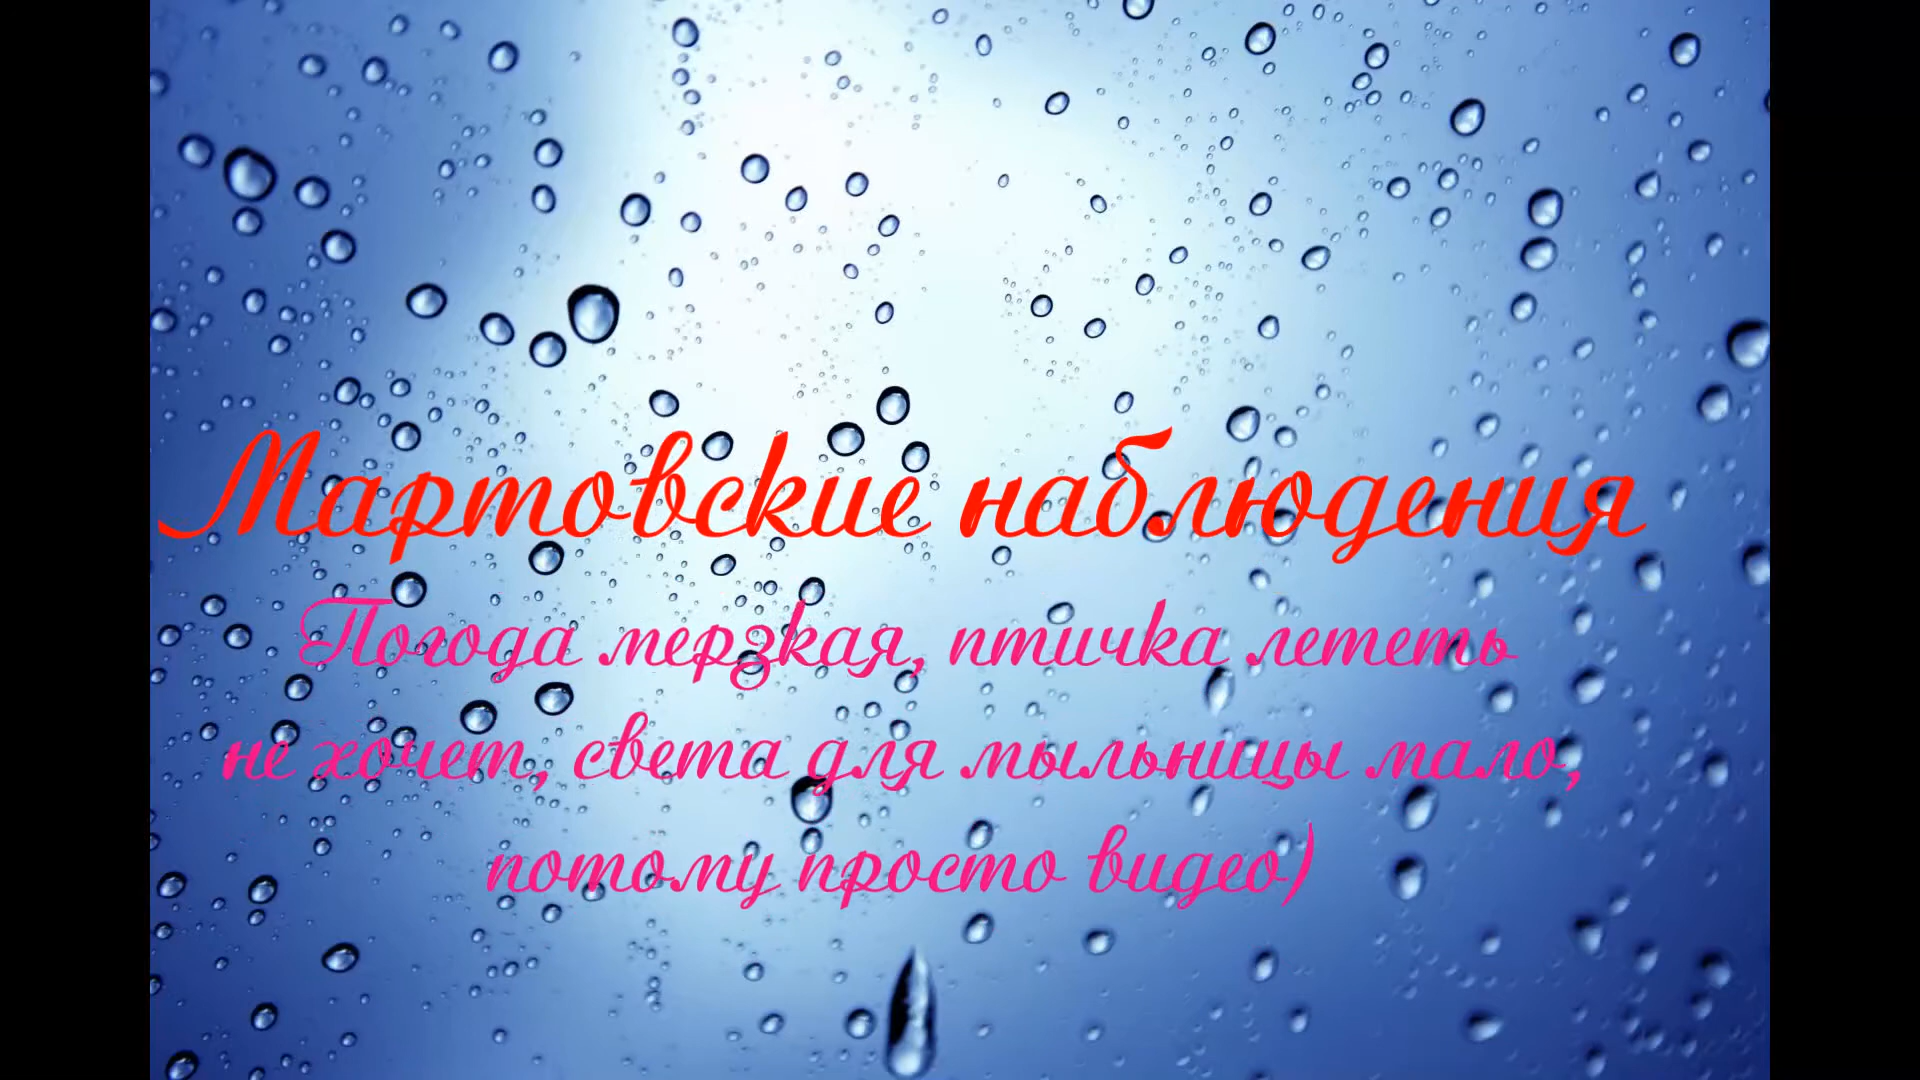 Мартовские наблюдения
Погода мерзкая, птичка лететь
не хочет, света для мыльницы мало,
потому просто видео)